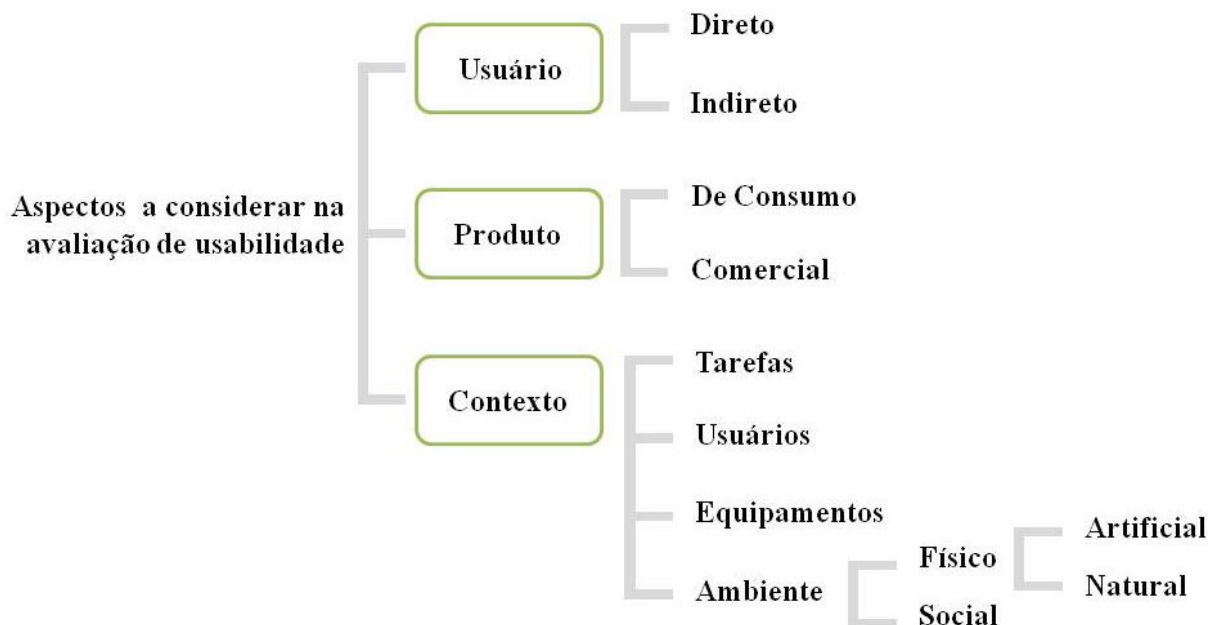 Aspectos a considerar na
avaliação de usabilidade
Usuário
Direto
Indireto
Produto
De Consumo
Comercial
Contexto
Tarefas
Usuários
Equipamentos
Ambiente
Físico
Artificial
Natural
Social